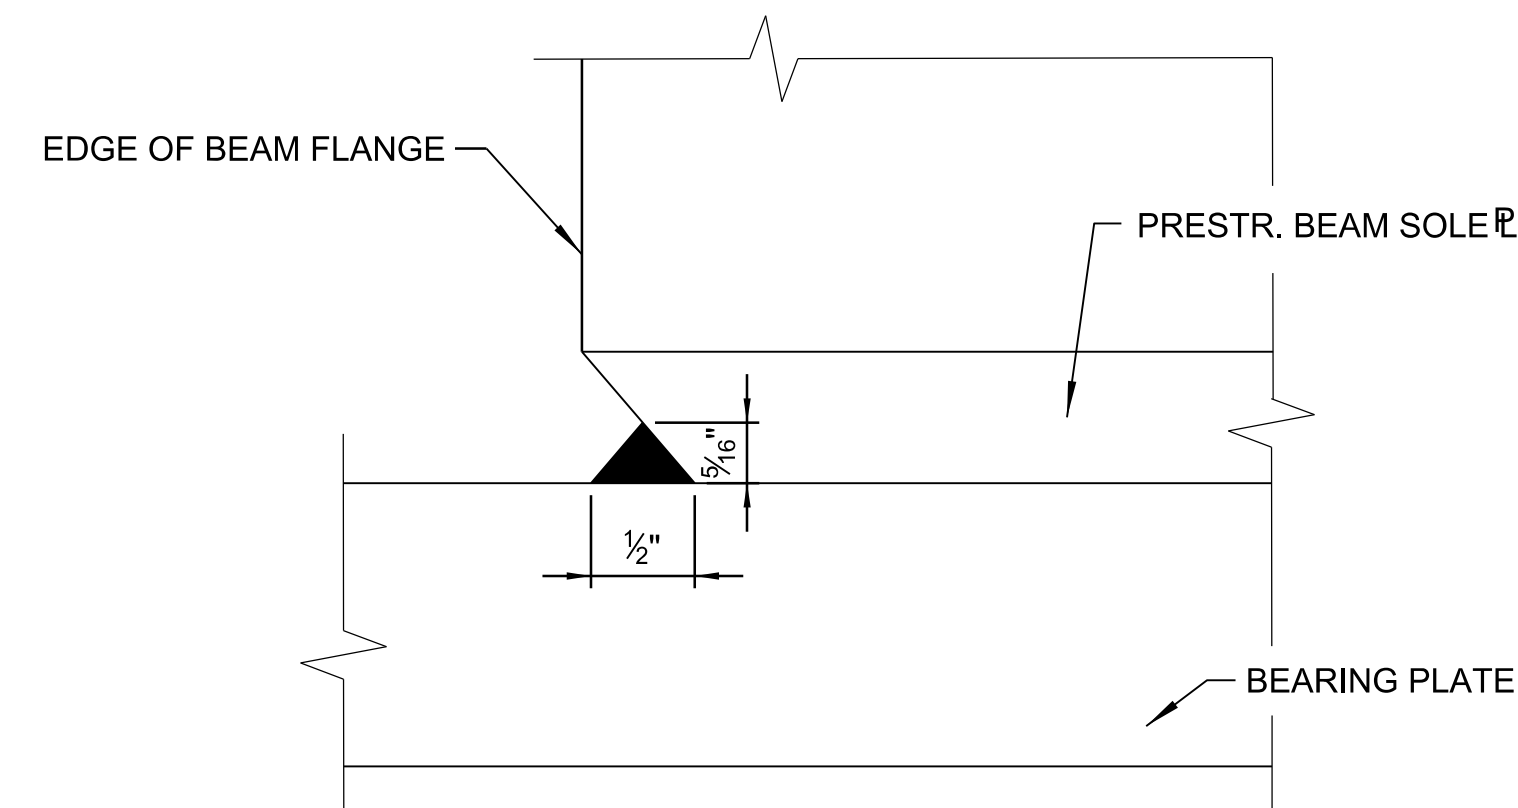 EDGE OF BEAM FLANGE
PRESTR. BEAM SOLE ⅊
5/16"
1/2"
BEARING PLATE